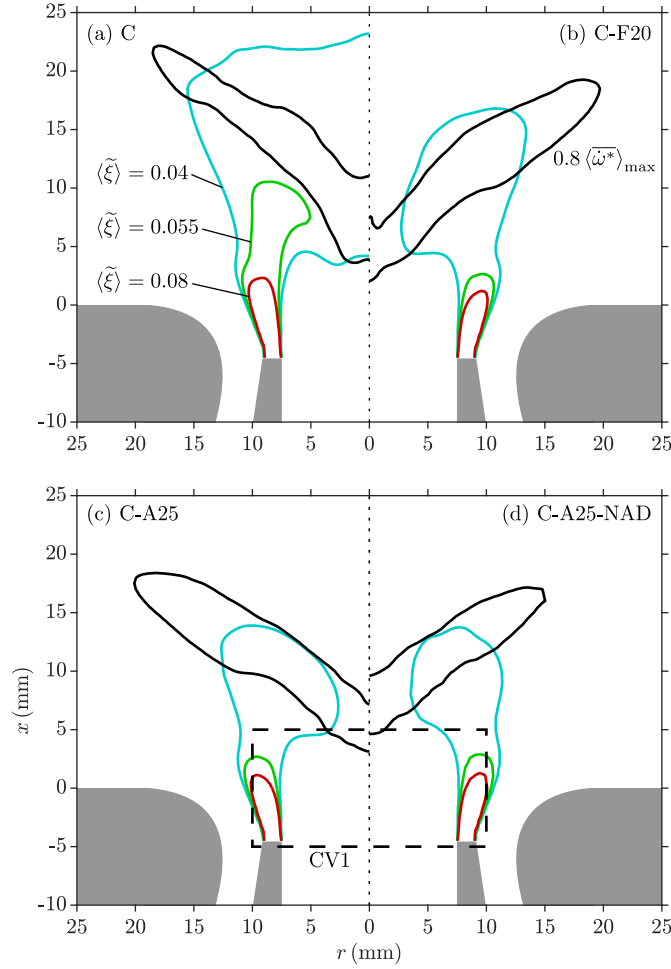 25
(a) C
(b) C-F20
20
15
⟨ξ̃⟩ = 0.04
0.8 ⟨ω̇*⟩max
10
⟨ξ̃⟩ = 0.055
5
⟨ξ̃⟩ = 0.08
0
-5
-10
25 20 15 10 5 0 5 10 15 20 25
25
(c) C-A25
(d) C-A25-NAD
20
15
10
x (mm)
5
0
-5
CV1
-10
25 20 15 10 5 0 5 10 15 20 25
r (mm)